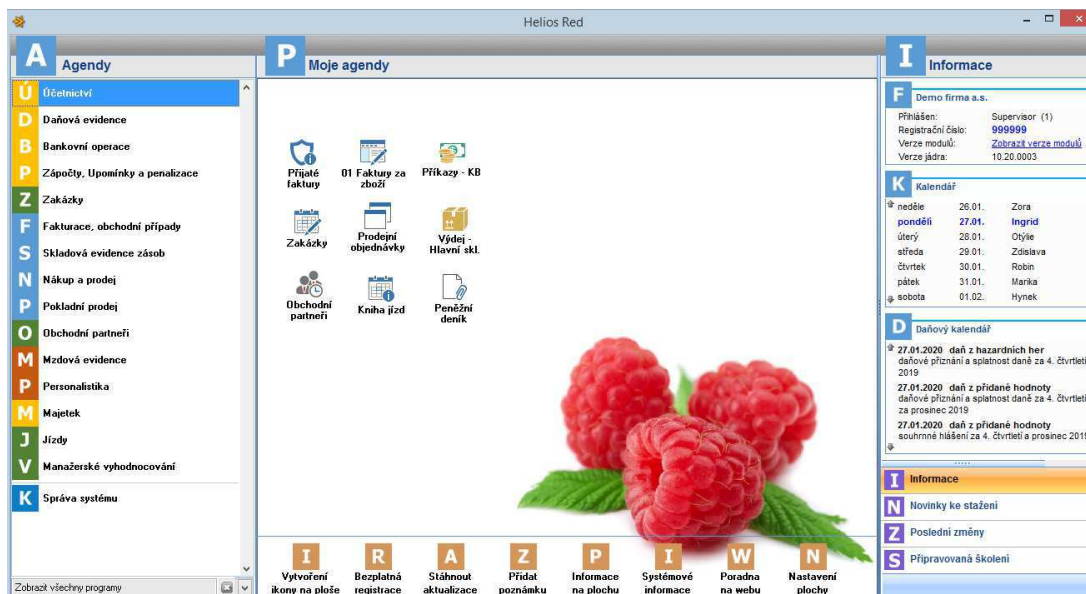 Helios Red
A Agendy
Ú Účetnictví
D Daňová evidence
B Bankovní operace
P Zápočty, Upomínky a penalizace
Z Zakázky
F Fakturace, obchodní případy
S Skladová evidence zásob
N Nákup a prodej
P Pokladní prodej
O Obchodní partneři
M Mzdová evidence
P Personalistika
M Majetek
J Jízdy
V Manažerské vyhodnocování
K Správa systému
Zobrazit všechny programy
P Moje agendy
Přijaté
faktury
01 Faktury za
zboží
Příkazy - KB
Zakázky
Prodejní
objednávky
Výdej -
Hlavní skl.
Obchodní
partneři
Kniha jízd
Peněžní
deník
I
Vytvoření
ikony na ploše
R
Bezplatná
registrace
A
Stáhnout
aktualizace
Z
Přidat
poznámku
P
Informace
na plochu
I
Systémové
informace
W
Poradna
na webu
N
Nastavení
plochy
I Informace
F Demo firma a.s.
Přihlášen: Supervisor (1)
Registrační číslo: 999999
Verze modulů: Zobrazit verze modulů
Verze jádra: 10.20.0003
K Kalendář
neděle 26.01. Zora
pondělí 27.01. Ingrid
úterý 28.01. Otýlie
středa 29.01. Zdislava
čtvrtek 30.01. Robin
pátek 31.01. Marika
sobota 01.02. Hynek
D Daňový kalendář
27.01.2020 daň z hazardních her
daňové přiznání a splatnost daně za 4. čtvrtletí
2019
27.01.2020 daň z přidané hodnoty
daňové přiznání a splatnost daně za 4. čtvrtletí
za prosinec 2019
27.01.2020 daň z přidané hodnoty
souhrnné hlášení za 4. čtvrtletí a prosinec 2019
I Informace
N Novinky ke stažení
Z Poslední změny
S Připravovaná školení